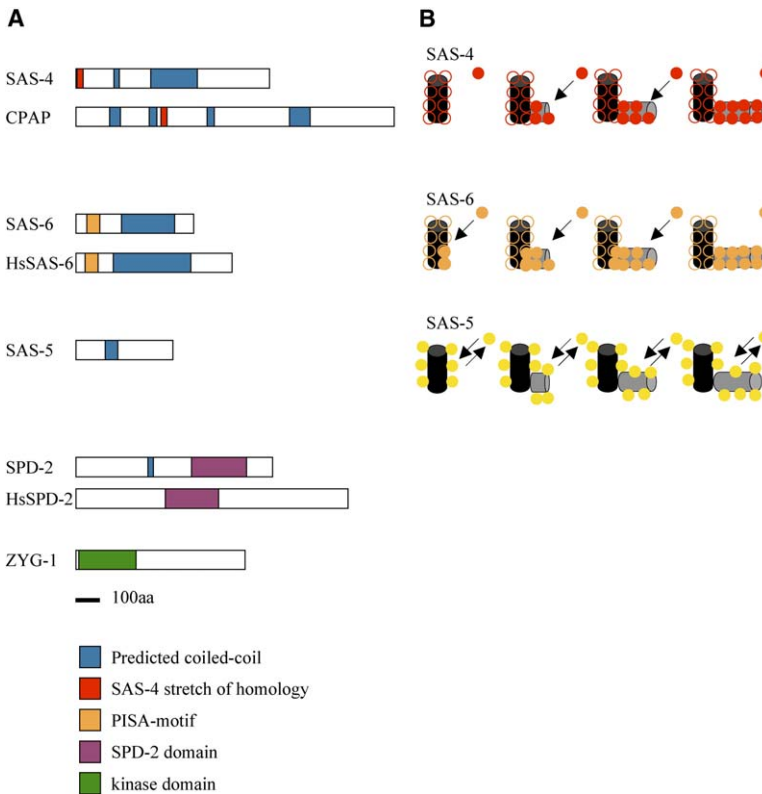 A
SAS-4
CPAP
SAS-6
HsSAS-6
SAS-5
SPD-2
HsSPD-2
ZYG-1
100aa
Predicted coiled-coil
SAS-4 stretch of homology
PISA-motif
SPD-2 domain
kinase domain
B
SAS-4
SAS-6
SAS-5